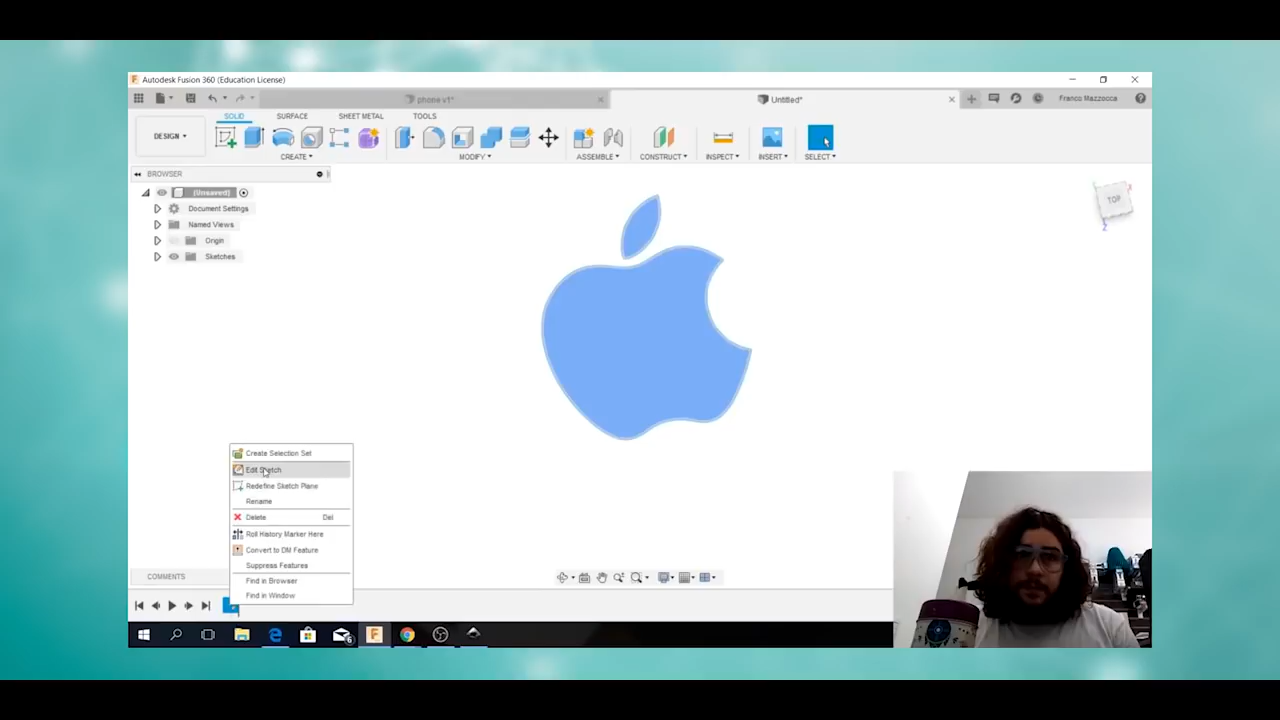 Autodesk Fusion 360 (Education License)
phone v1*
Untitled*
Franco Mazzocca
SOLID
SURFACE
SHEET METAL
TOOLS
DESIGN
CREATE
MODIFY
ASSEMBLE
CONSTRUCT
INSPECT
INSERT
SELECT
BROWSER
(Unsaved)
Document Settings
Named Views
Origin
Sketches
TOP
Z
Create Selection Set
Edit Sketch
Redefine Sketch Plane
Rename
Delete Del
Roll History Marker Here
Convert to DM Feature
Suppress Features
Find in Browser
Find in Window
COMMENTS